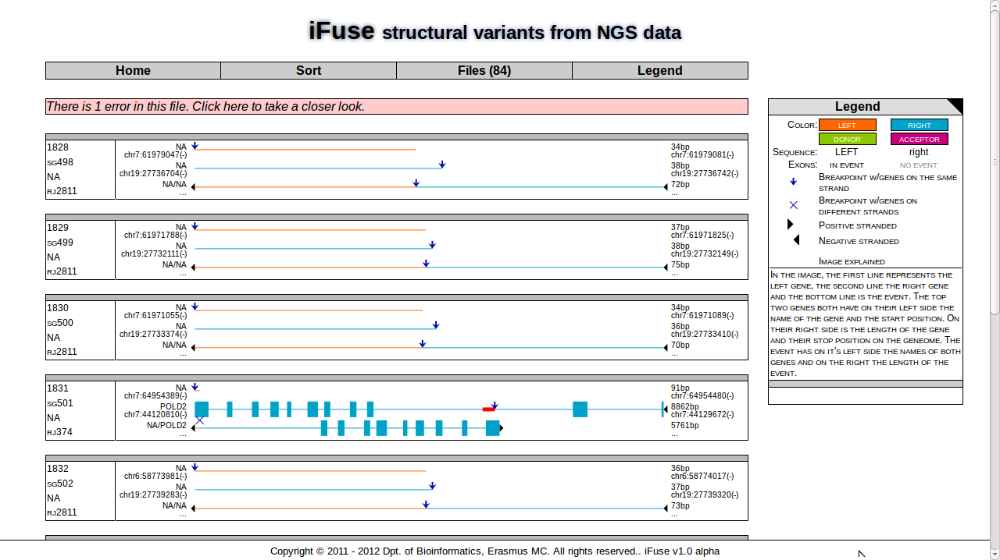 iFuse structural variants from NGS data
Home Sort Files (84) Legend
There is 1 error in this file. Click here to take a closer look.
1828
SG498
NA
RJ2811
NA 34bp
chr7:61979047(-) chr7:61979081(-)
NA 38bp
chr19:27736704(-) chr19:27736742(-)
NA/NA 72bp
... ...
1829
SG499
NA
RJ2811
NA 37bp
chr7:61971788(-) chr7:61971825(-)
NA 38bp
chr19:27732111(-) chr19:27732149(-)
NA/NA 75bp
... ...
1830
SG500
NA
RJ2811
NA 34bp
chr7:61971055(-) chr7:61971089(-)
NA 36bp
chr19:27733374(-) chr19:27733410(-)
NA/NA 70bp
... ...
1831
SG501
NA
RJ374
NA 91bp
chr7:64954389(-) chr7:64954480(-)
POLD2 8862bp
chr7:44120810(-) chr7:44129672(-)
NA/POLD2 5761bp
... ...
1832
SG502
NA
RJ2811
NA 36bp
chr6:58773981(-) chr6:58774017(-)
NA 37bp
chr19:27739283(-) chr19:27739320(-)
NA/NA 73bp
... ...
Legend
Color: LEFT RIGHT
DONOR ACCEPTOR
Sequence: LEFT right
Exons: IN EVENT NO EVENT
Breakpoint w/genes on the same
strand
Breakpoint w/genes on
different strands
Positive stranded
Negative stranded
Image explained
In the image, the first line represents the
left gene, the second line the right gene
and the bottom line is the event. The top
two genes both have on their left side the
name of the gene and the start position. On
their right side is the length of the gene
and their stop position on the geneome. The
event has on it's left side the names of both
genes and on the right the length of the
event.
Copyright © 2011 - 2012 Dpt. of Bioinformatics, Erasmus MC. All rights reserved.. iFuse v1.0 alpha